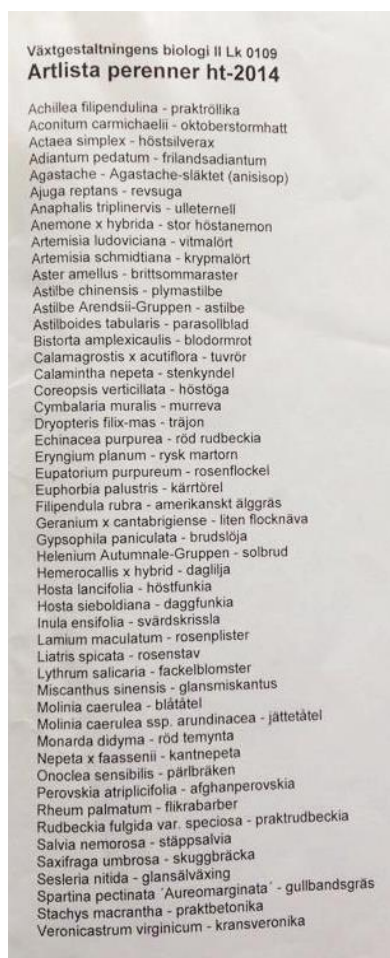 Växtgestaltningens biologi II Lk 0109
Artlista perenner ht-2014
Achillea filipendulina - praktröllika
Aconitum carmichaelii - oktoberstormhatt
Actaea simplex - höstsilverax
Adiantum pedatum - frilandsadiantum
Agastache - Agastache-släktet (anisisop)
Ajuga reptans - revsuga
Anaphalis triplinervis - ulleternell
Anemone x hybrida - stor höstanemon
Artemisia ludoviciana - vitmalört
Artemisia schmidtiana - krypmalört
Aster amellus - brittsommaraster
Astilbe chinensis - plymastilbe
Astilbe Arendsii-Gruppen - astilbe
Astilboides tabularis - parasollblad
Bistorta amplexicaulis - blodormrot
Calamagrostis x acutiflora - tuvrör
Calamintha nepeta - stenkyndel
Coreopsis verticillata - höstöga
Cymbalaria muralis - murreva
Dryopteris filix-mas - träjon
Echinacea purpurea - röd rudbeckia
Eryngium planum - rysk martorn
Eupatorium purpureum - rosenflockel
Euphorbia palustris - kärrtörel
Filipendula rubra - amerikanskt älggräs
Geranium x cantabrigiense - liten flocknäva
Gypsophila paniculata - brudslöja
Helenium Autumnale-Gruppen - solbrud
Hemerocallis x hybrid - daglilja
Hosta lancifolia - höstfunkia
Hosta sieboldiana - daggfunkia
Inula ensifolia - svärdskrissla
Lamium maculatum - rosenplister
Liatris spicata - rosenstav
Lythrum salicaria - fackelblomster
Miscanthus sinensis - glansmiskantus
Molinia caerulea - blåtåtel
Molinia caerulea ssp. arundinacea - jättetåtel
Monarda didyma - röd temynta
Nepeta x faassenii - kantnepeta
Onoclea sensibilis - pärlbräken
Perovskia atriplicifolia - afghanperovskia
Rheum palmatum - flikrabarber
Rudbeckia fulgida var. speciosa - praktrudbeckia
Salvia nemorosa - stäppsalvia
Saxifraga umbrosa - skuggbräcka
Sesleria nitida - glansälväxing
Spartina pectinata ´Aureomarginata´ - gullbandsgräs
Stachys macrantha - praktbetonika
Veronicastrum virginicum - kransveronika